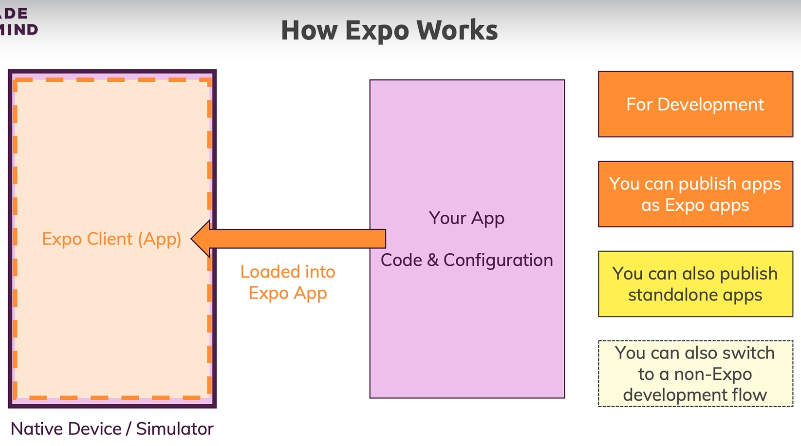 ADE
MIND
How Expo Works
Expo Client (App)
Native Device / Simulator
Loaded into
Expo App
Your App
Code & Configuration
For Development
You can publish apps
as Expo apps
You can also publish
standalone apps
You can also switch
to a non-Expo
development flow